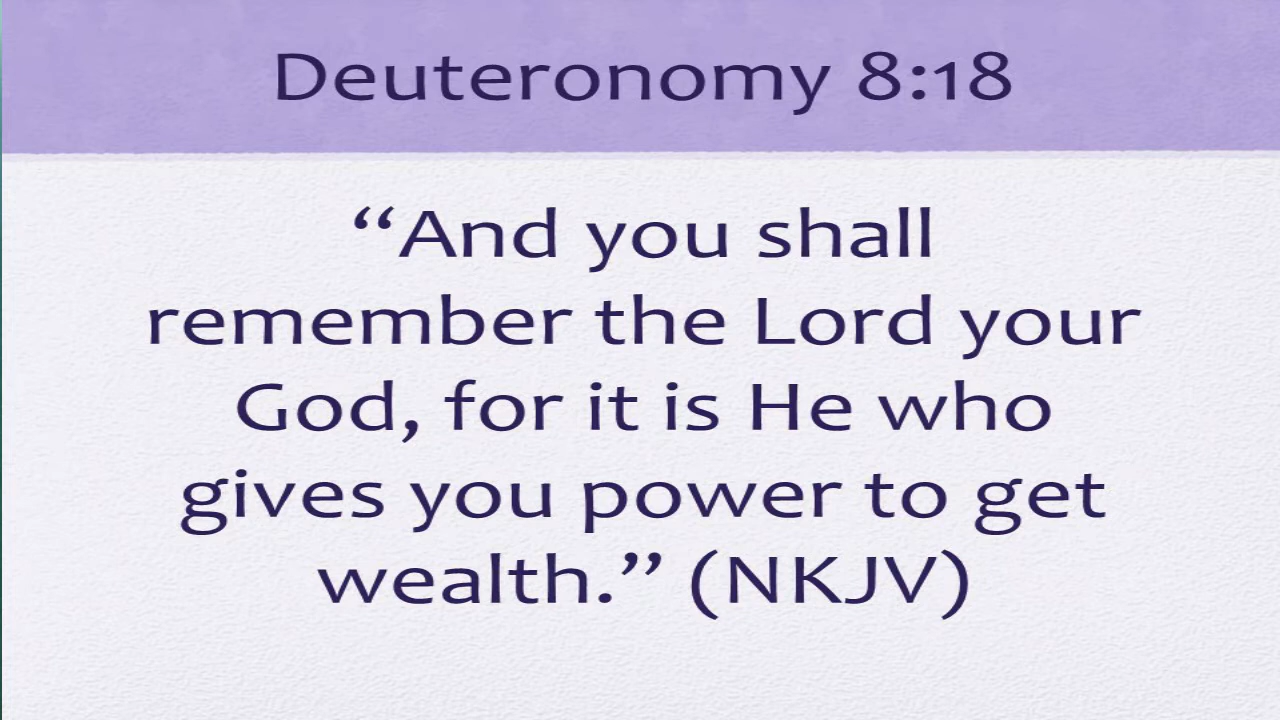 Deuteronomy 8:18
“And you shall
remember the Lord your
God, for it is He who
gives you power to get
wealth.” (NKJV)